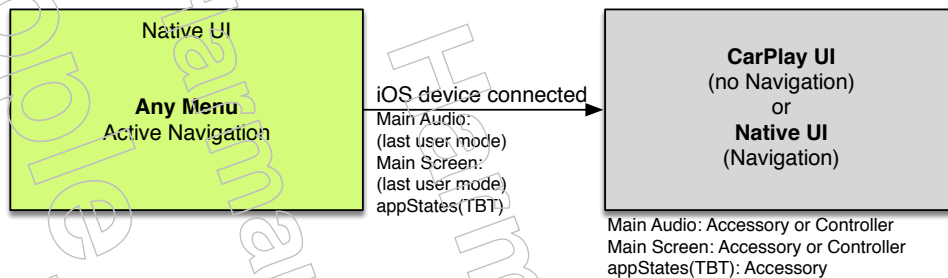 Native UI
Any Menu
Active Navigation
iOS device connected
Main Audio:
(last user mode)
Main Screen:
(last user mode)
appStates(TBT)
CarPlay UI
(no Navigation)
or
Native UI
(Navigation)
Main Audio: Accessory or Controller
Main Screen: Accessory or Controller
appStates(TBT): Accessory